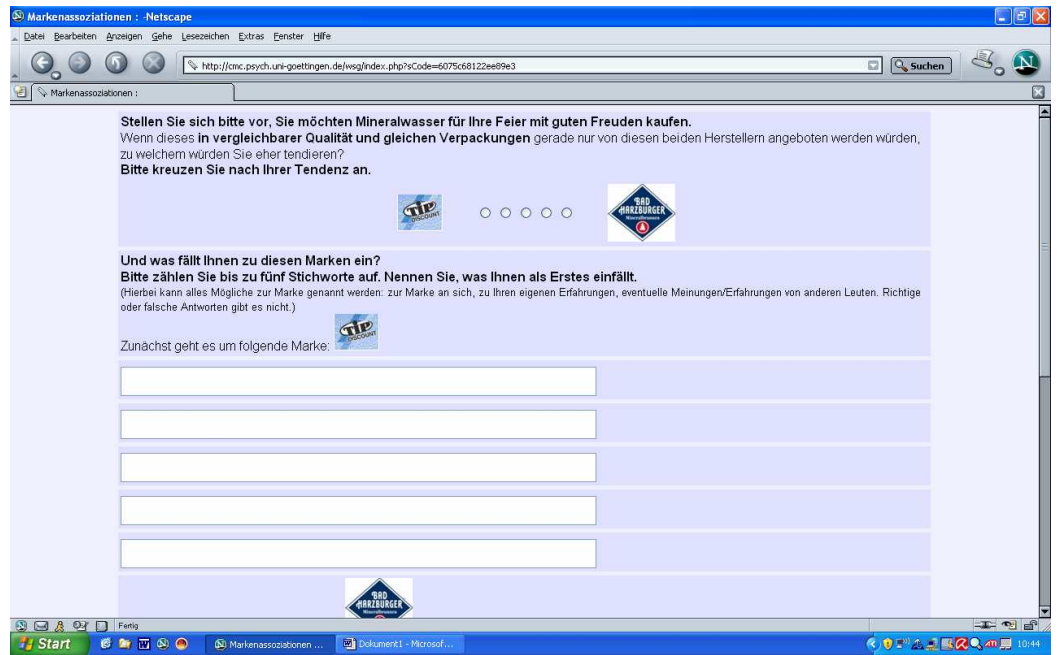 Markenassoziationen : -Netscape
Datei Bearbeiten Anzeigen Gehe Lesezeichen Extras Fenster Hilfe
http://cmc.psych.uni-goettingen.de/wsg/index.php?sCode=6075c68122ee89e3
Suchen
N
Markenassoziationen :
Stellen Sie sich bitte vor, Sie möchten Mineralwasser für Ihre Feier mit guten Freuden kaufen.
Wenn dieses in vergleichbarer Qualität und gleichen Verpackungen gerade nur von diesen beiden Herstellern angeboten werden würden,
zu welchem würden Sie eher tendieren?
Bitte kreuzen Sie nach Ihrer Tendenz an.
TIP
DISCOUNT
BAD
HARZBURGER
Mineralbrunnen
Und was fällt Ihnen zu diesen Marken ein?
Bitte zählen Sie bis zu fünf Stichworte auf. Nennen Sie, was Ihnen als Erstes einfällt.
(Hierbei kann alles Mögliche zur Marke genannt werden: zur Marke an sich, zu Ihren eigenen Erfahrungen, eventuelle Meinungen/Erfahrungen von anderen Leuten. Richtige
oder falsche Antworten gibt es nicht.)
Zunächst geht es um folgende Marke:
TIP
DISCOUNT
BAD
HARZBURGER
Mineralbrunnen
Fertig
Start
W
Markenassoziationen ...
Dokument1 - Microsof...
10:44